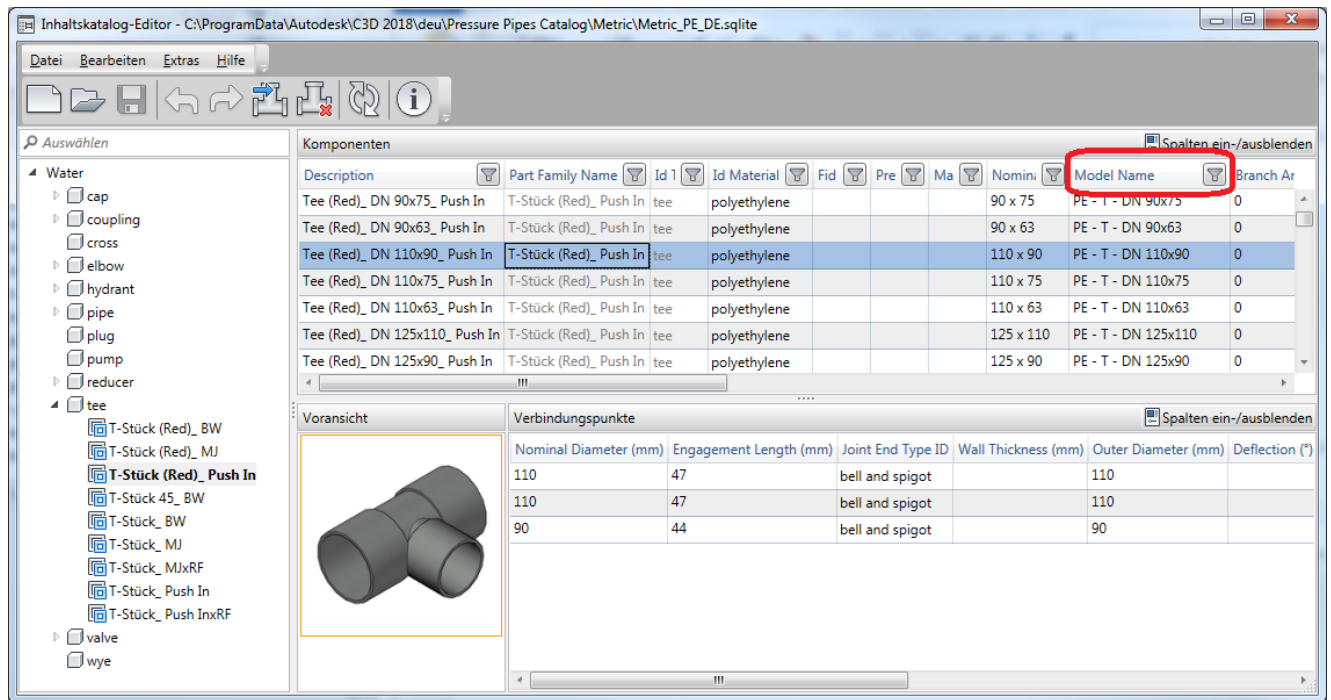 Inhaltskatalog-Editor - C:\ProgramData\Autodesk\C3D 2018\deu\Pressure Pipes Catalog\Metric\Metric_PE_DE.sqlite
Datei Bearbeiten Extras Hilfe
Auswählen
Water
cap
coupling
cross
elbow
hydrant
pipe
plug
pump
reducer
tee
T-Stück (Red)_ BW
T-Stück (Red)_ MJ
T-Stück (Red)_ Push In
T-Stück 45_ BW
T-Stück_ BW
T-Stück_ MJ
T-Stück_ MJxRF
T-Stück_ Push In
T-Stück_ Push InxRF
valve
wye
Komponenten Spalten ein-/ausblenden
Description Part Family Name Id 1 Id Material Fid Pre Ma Nomin Model Name Branch Ar
Tee (Red)_ DN 90x75_ Push In T-Stück (Red)_ Push In tee polyethylene 90 x 75 PE - T - DN 90x75 0
Tee (Red)_ DN 90x63_ Push In T-Stück (Red)_ Push In tee polyethylene 90 x 63 PE - T - DN 90x63 0
Tee (Red)_ DN 110x90_ Push In T-Stück (Red)_ Push In tee polyethylene 110 x 90 PE - T - DN 110x90 0
Tee (Red)_ DN 110x75_ Push In T-Stück (Red)_ Push In tee polyethylene 110 x 75 PE - T - DN 110x75 0
Tee (Red)_ DN 110x63_ Push In T-Stück (Red)_ Push In tee polyethylene 110 x 63 PE - T - DN 110x63 0
Tee (Red)_ DN 125x110_ Push In T-Stück (Red)_ Push In tee polyethylene 125 x 110 PE - T - DN 125x110 0
Tee (Red)_ DN 125x90_ Push In T-Stück (Red)_ Push In tee polyethylene 125 x 90 PE - T - DN 125x90 0
Voransicht
Verbindungspunkte Spalten ein-/ausblenden
Nominal Diameter (mm) Engagement Length (mm) Joint End Type ID Wall Thickness (mm) Outer Diameter (mm) Deflection (°)
110 47 bell and spigot 110
110 47 bell and spigot 110
90 44 bell and spigot 90